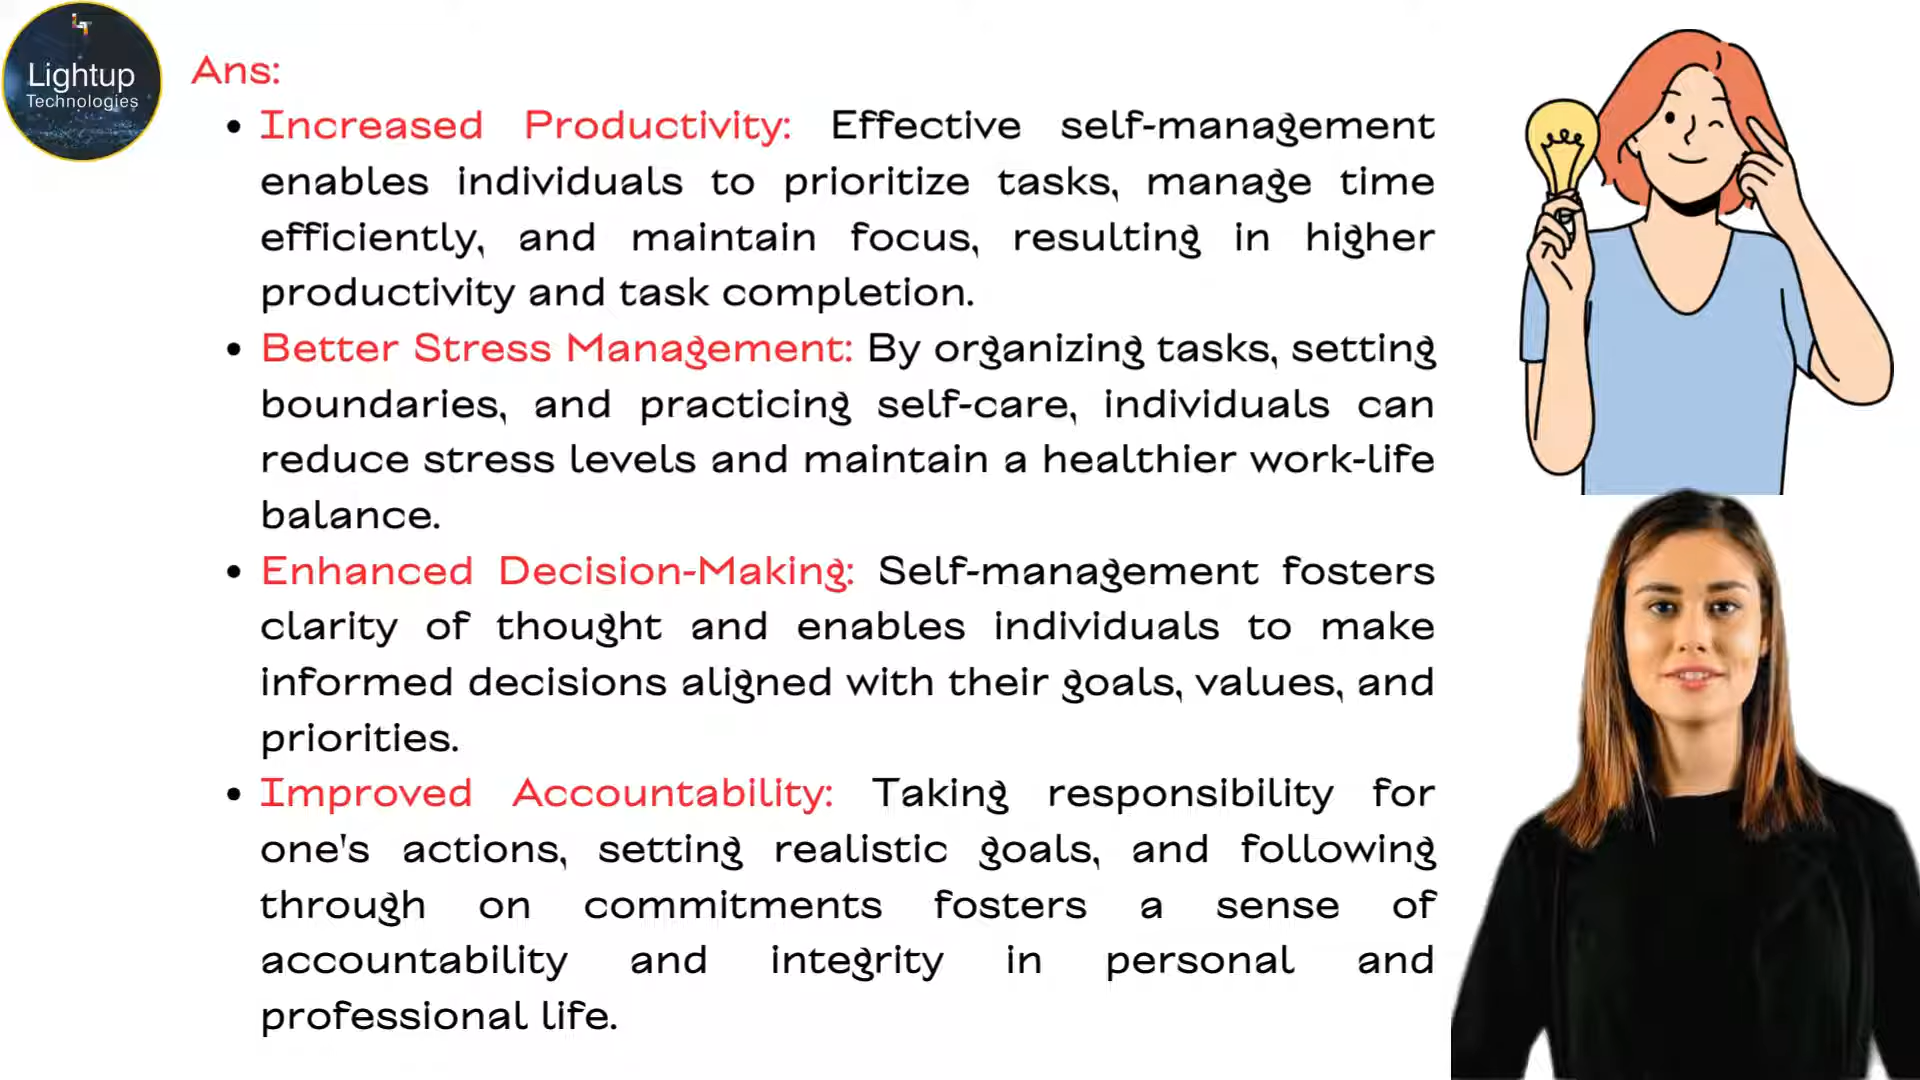 Lightup
Technologies
Ans:
• Increased Productivity: Effective self-management
enables individuals to prioritize tasks, manage time
efficiently, and maintain focus, resulting in higher
productivity and task completion.
• Better Stress Management: By organizing tasks, setting
boundaries, and practicing self-care, individuals can
reduce stress levels and maintain a healthier work-life
balance.
• Enhanced Decision-Making: Self-management fosters
clarity of thought and enables individuals to make
informed decisions aligned with their goals, values, and
priorities.
• Improved Accountability: Taking responsibility for
one's actions, setting realistic goals, and following
through on commitments fosters a sense of
accountability and integrity in personal and
professional life.